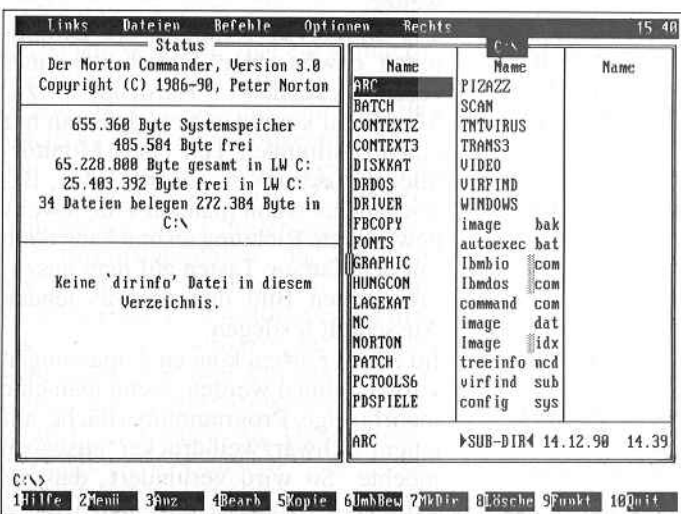 Links Dateien Befehle Optionen Rechts 15 40
Status
Der Norton Commander, Version 3.0
Copyright (C) 1986-90, Peter Norton
655.360 Byte Systemspeicher
405.584 Byte frei
65.228.800 Byte gesamt in LW C:
25.403.392 Byte frei in LW C:
34 Dateien belegen 272.384 Byte in
C:\
Keine 'dirinfo' Datei in diesem
Verzeichnis.
C:\
Name Name Name
ARC PIZAZZ
BATCH SCAN
CONTEXT2 TNTVIRUS
CONTEXT3 TRANS3
DISKKAT VIDEO
DRDOS VIRFIND
DRIVER WINDOWS
FBCOPY image bak
FONTS autoexec bat
GRAPHIC Ibmbio com
HUNGCON Ibmdos com
LAGEKAT command com
NC image dat
NORTON Image idx
PATCH treeinfo ncd
PCTOOLS6 virfind sub
PDSPIELE config sys
ARC ►SUB-DIR◄ 14.12.90 14.39
C:\>
1Hilfe 2Menü 3Anz 4Bearb 5Kopie 6UmbBew 7MkDir 8Lösche 9Funkt 10Quit